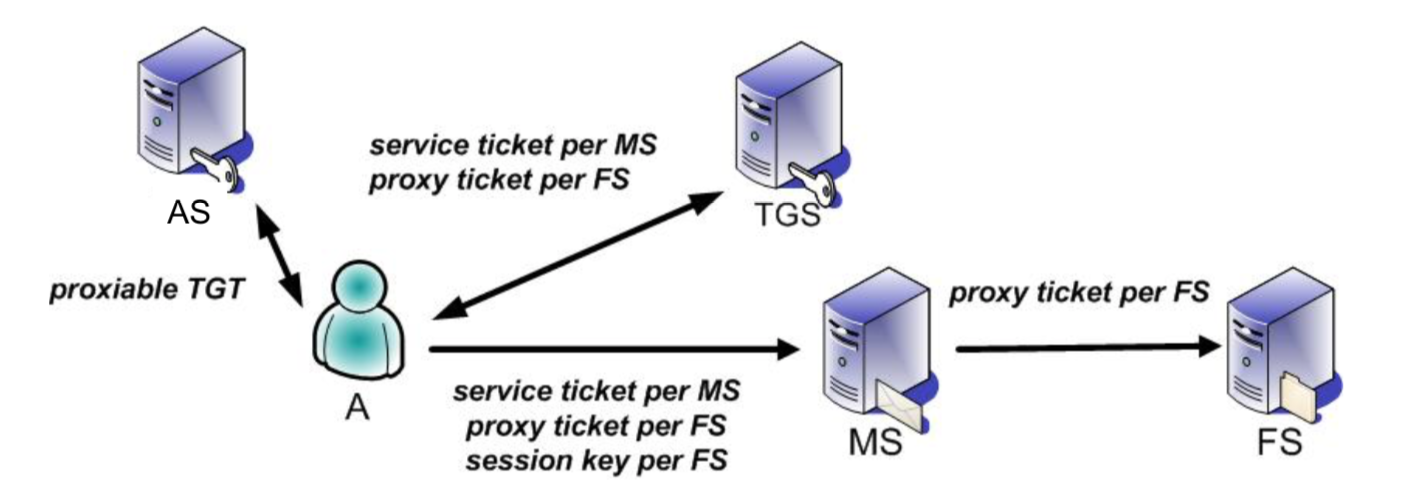 service ticket per MS
proxy ticket per FS
AS
TGS
proxiable TGT
proxy ticket per FS
A
service ticket per MS
proxy ticket per FS
session key per FS
MS
FS